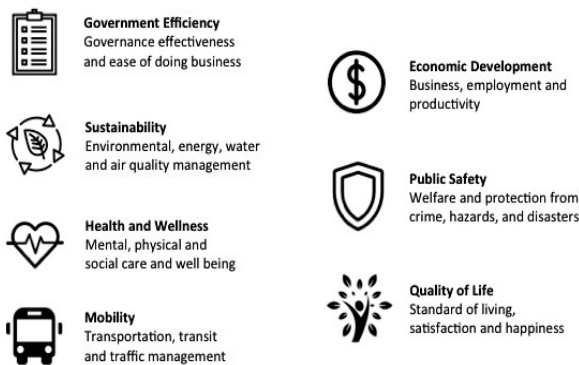 Government Efficiency
Governance effectiveness
and ease of doing business
Sustainability
Environmental, energy, water
and air quality management
Health and Wellness
Mental, physical and
social care and well being
Mobility
Transportation, transit
and traffic management
Economic Development
Business, employment and
productivity
Public Safety
Welfare and protection from
crime, hazards, and disasters
Quality of Life
Standard of living,
satisfaction and happiness